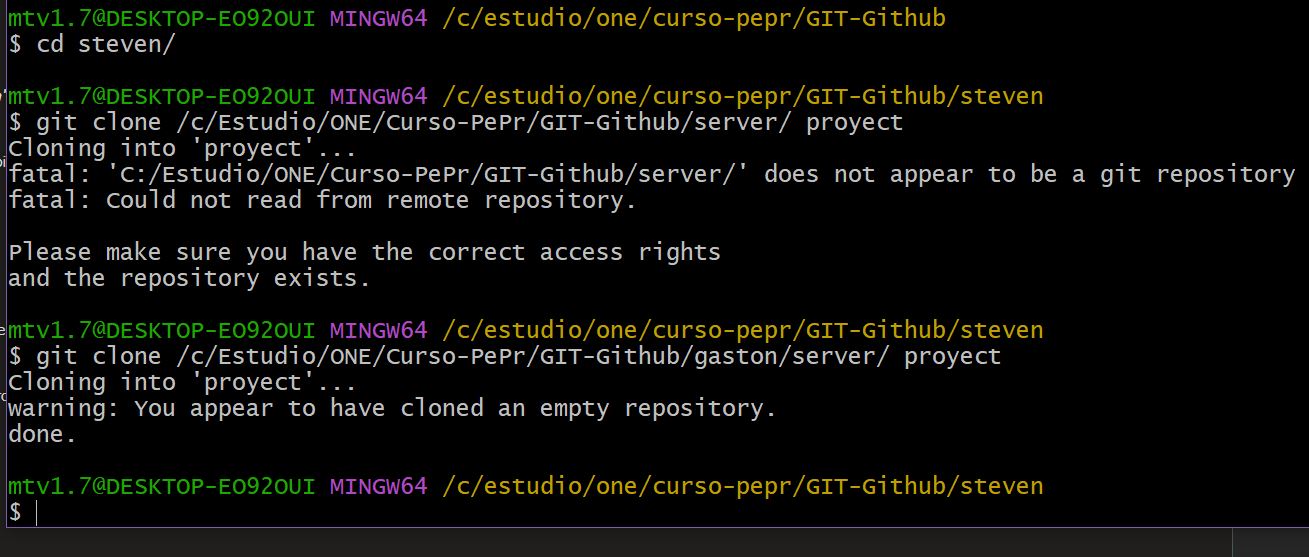 mtv1.7@DESKTOP-EO92OUI MINGW64 /c/estudio/one/curso-pepr/GIT-Github
$ cd steven/
mtv1.7@DESKTOP-EO92OUI MINGW64 /c/estudio/one/curso-pepr/GIT-Github/steven
$ git clone /c/Estudio/ONE/Curso-PePr/GIT-Github/server/ proyect
Cloning into 'proyect'...
fatal: 'C:/Estudio/ONE/Curso-PePr/GIT-Github/server/' does not appear to be a git repository
fatal: Could not read from remote repository.
Please make sure you have the correct access rights
and the repository exists.
mtv1.7@DESKTOP-EO92OUI MINGW64 /c/estudio/one/curso-pepr/GIT-Github/steven
$ git clone /c/Estudio/ONE/Curso-PePr/GIT-Github/gaston/server/ proyect
Cloning into 'proyect'...
warning: You appear to have cloned an empty repository.
done.
mtv1.7@DESKTOP-EO92OUI MINGW64 /c/estudio/one/curso-pepr/GIT-Github/steven
$